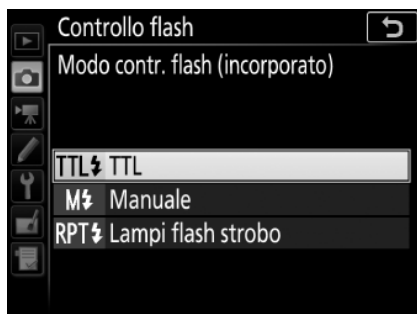 Controllo flash
Modo contr. flash (incorporato)
TTL TTL
M Manuale
RPT Lampi flash strobo